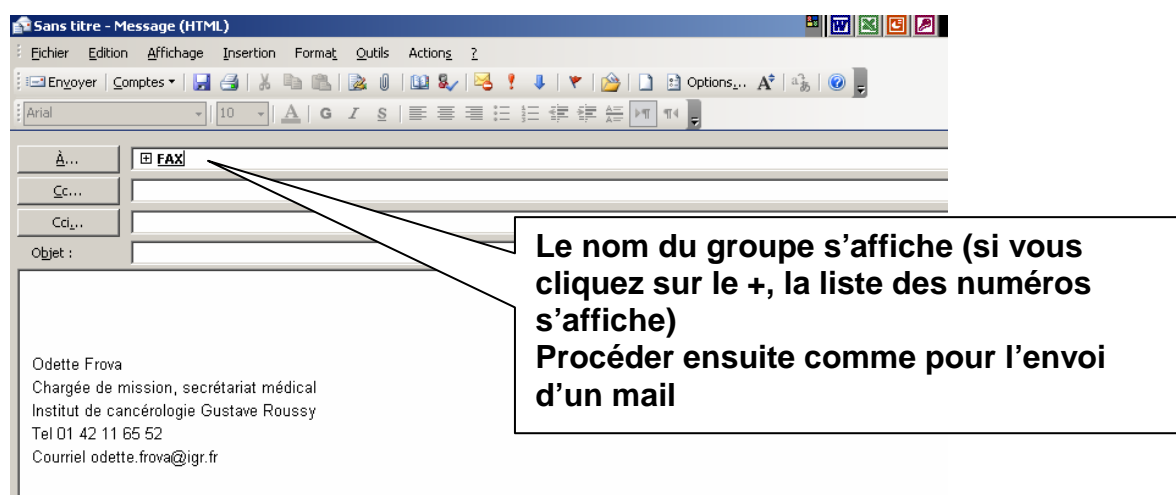 Sans titre - Message (HTML)
Fichier Edition Affichage Insertion Format Outils Actions ?
Envoyer Comptes Options... A
Arial 10 A G I S
À... FAX
Cc...
Cci...
Objet :
Le nom du groupe s’affiche (si vous
cliquez sur le +, la liste des numéros
s’affiche)
Procéder ensuite comme pour l’envoi
d’un mail
Odette Frova
Chargée de mission, secrétariat médical
Institut de cancérologie Gustave Roussy
Tel 01 42 11 65 52
Courriel odette.frova@igr.fr